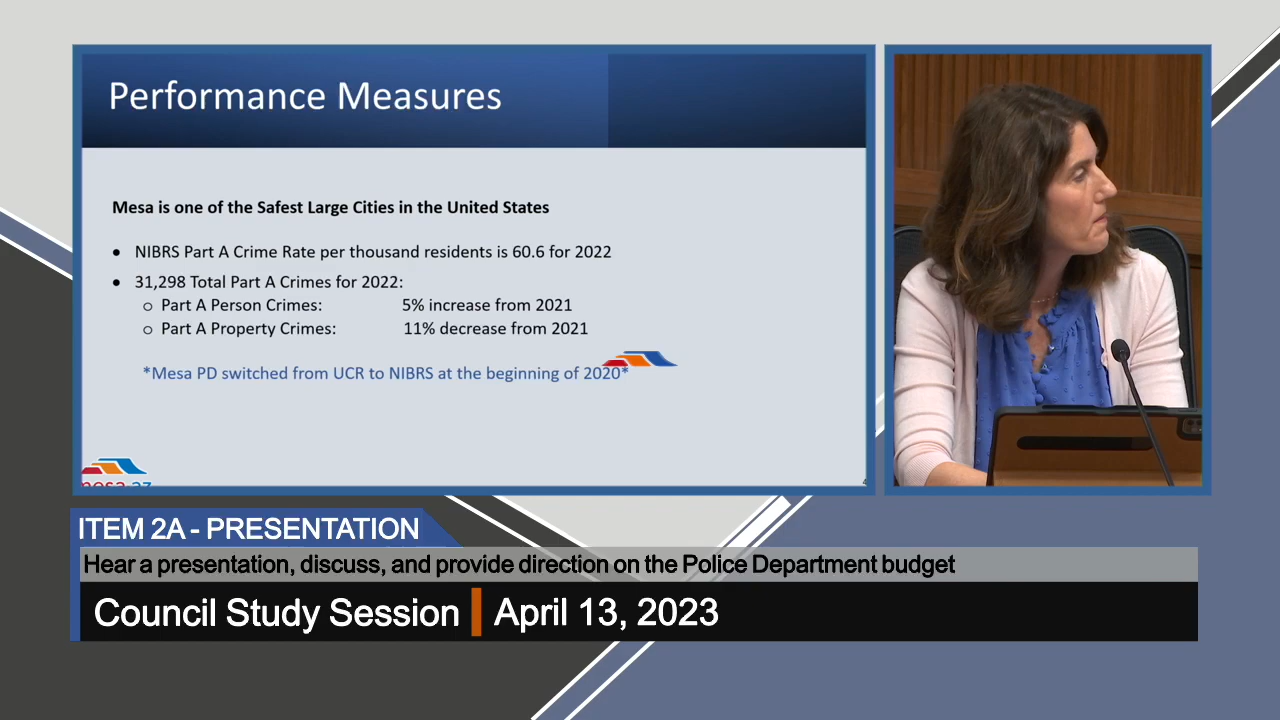 Performance Measures
Mesa is one of the Safest Large Cities in the United States
• NIBRS Part A Crime Rate per thousand residents is 60.6 for 2022
• 31,298 Total Part A Crimes for 2022:
o Part A Person Crimes: 5% increase from 2021
o Part A Property Crimes: 11% decrease from 2021
*Mesa PD switched from UCR to NIBRS at the beginning of 2020*
mesa·az
ITEM 2A - PRESENTATION
Hear a presentation, discuss, and provide direction on the Police Department budget
Council Study Session April 13, 2023